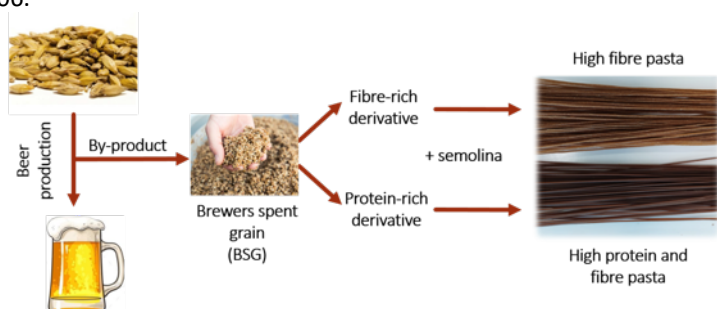 High fibre pasta
Fibre-rich
derivative
Beer
production
By-product
+ semolina
Brewers spent
grain
(BSG)
Protein-rich
derivative
High protein and
fibre pasta